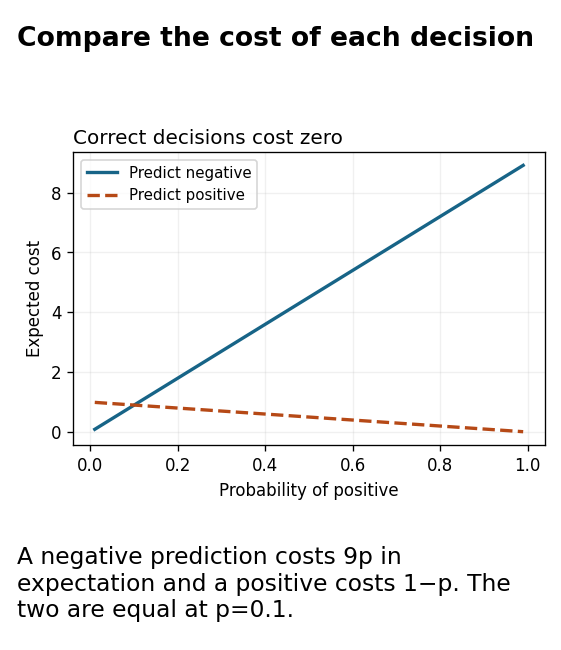 Compare the cost of each decision
Correct decisions cost zero
Predict negative
Predict positive
Expected cost
8
6
4
2
0
0.0 0.2 0.4 0.6 0.8 1.0
Probability of positive
A negative prediction costs 9p in
expectation and a positive costs 1−p. The
two are equal at p=0.1.